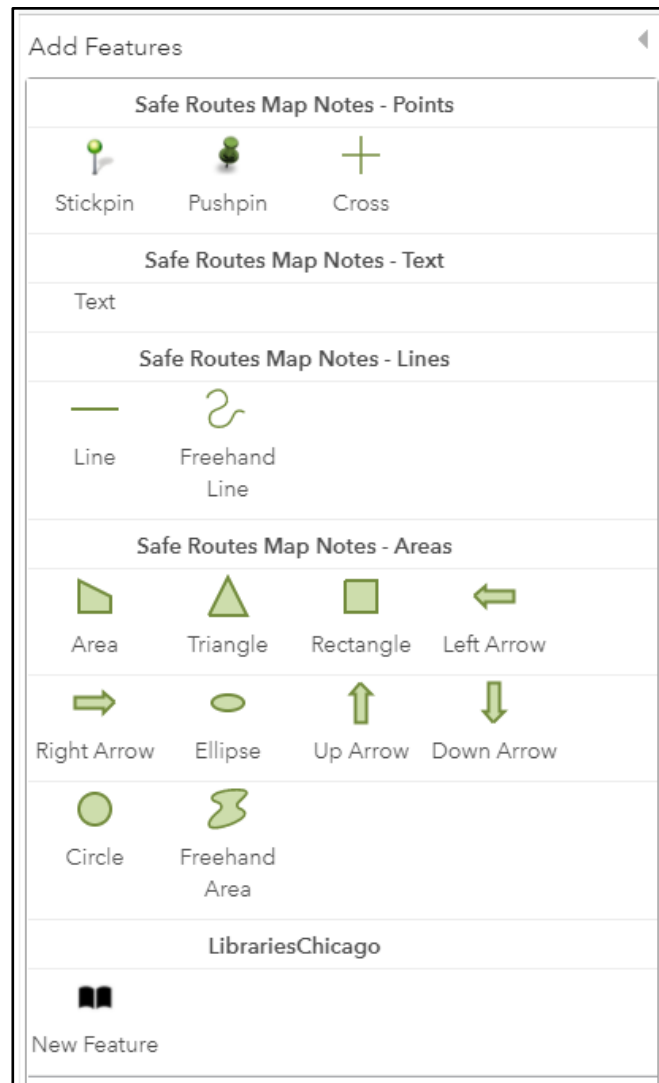 Add Features
Safe Routes Map Notes - Points
Stickpin Pushpin Cross
Safe Routes Map Notes - Text
Text
Safe Routes Map Notes - Lines
Line Freehand
Line
Safe Routes Map Notes - Areas
Area Triangle Rectangle Left Arrow
Right Arrow Ellipse Up Arrow Down Arrow
Circle Freehand
Area
LibrariesChicago
New Feature